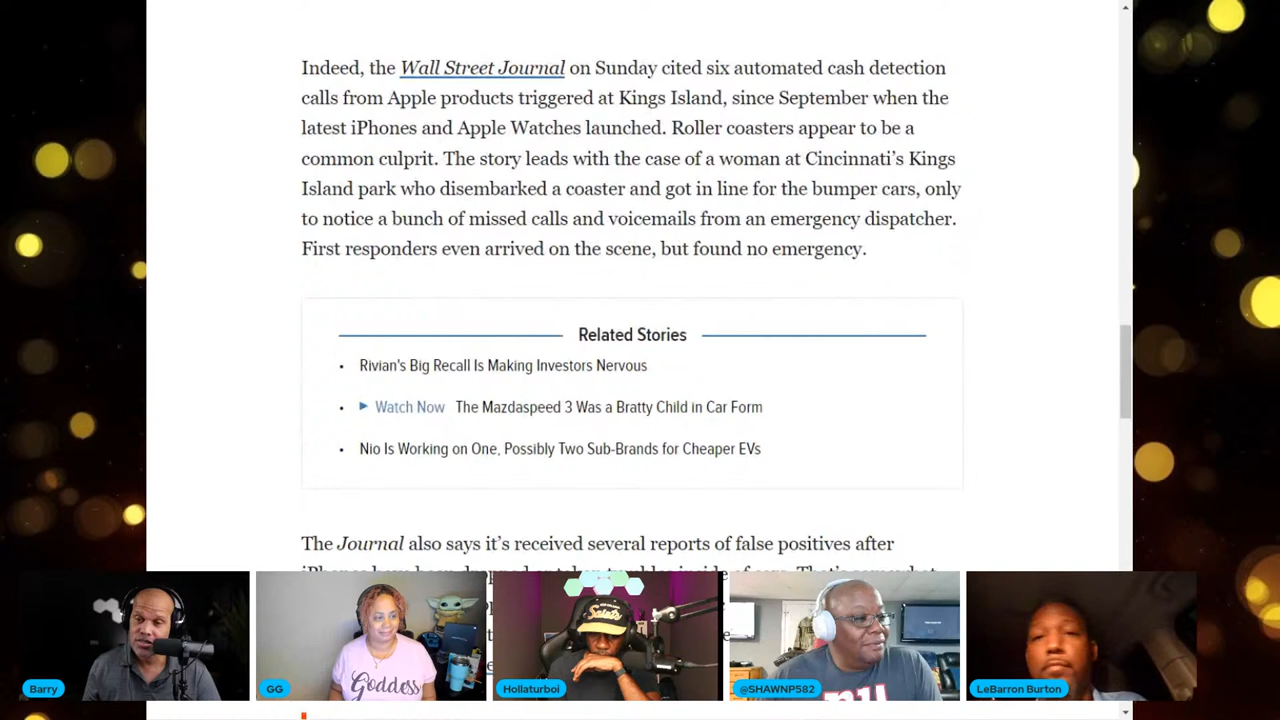 Indeed, the Wall Street Journal on Sunday cited six automated cash detection
calls from Apple products triggered at Kings Island, since September when the
latest iPhones and Apple Watches launched. Roller coasters appear to be a
common culprit. The story leads with the case of a woman at Cincinnati’s Kings
Island park who disembarked a coaster and got in line for the bumper cars, only
to notice a bunch of missed calls and voicemails from an emergency dispatcher.
First responders even arrived on the scene, but found no emergency.
Related Stories
• Rivian's Big Recall Is Making Investors Nervous
• Watch Now The Mazdaspeed 3 Was a Bratty Child in Car Form
• Nio Is Working on One, Possibly Two Sub-Brands for Cheaper EVs
The Journal also says it’s received several reports of false positives after
Saints
Goddess
Barry
GG
Hollaturboi
@SHAWNP582
LeBarron Burton